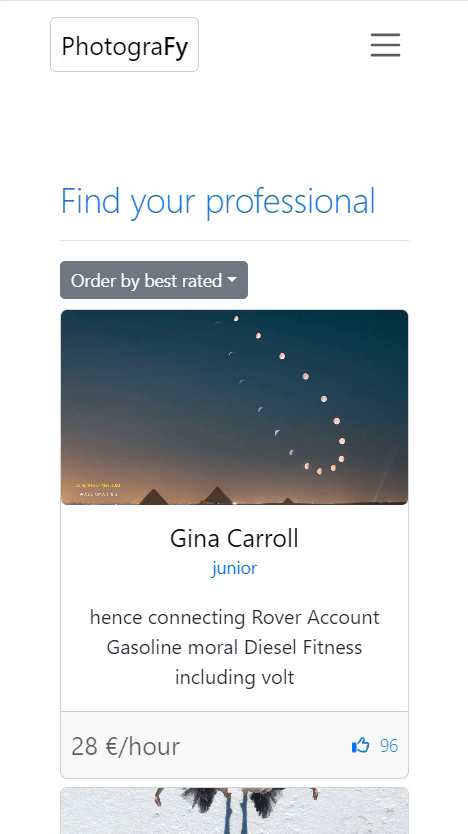 PhotograFy
Find your professional
Order by best rated
Gina Carroll
junior
hence connecting Rover Account
Gasoline moral Diesel Fitness
including volt
28 €/hour
96